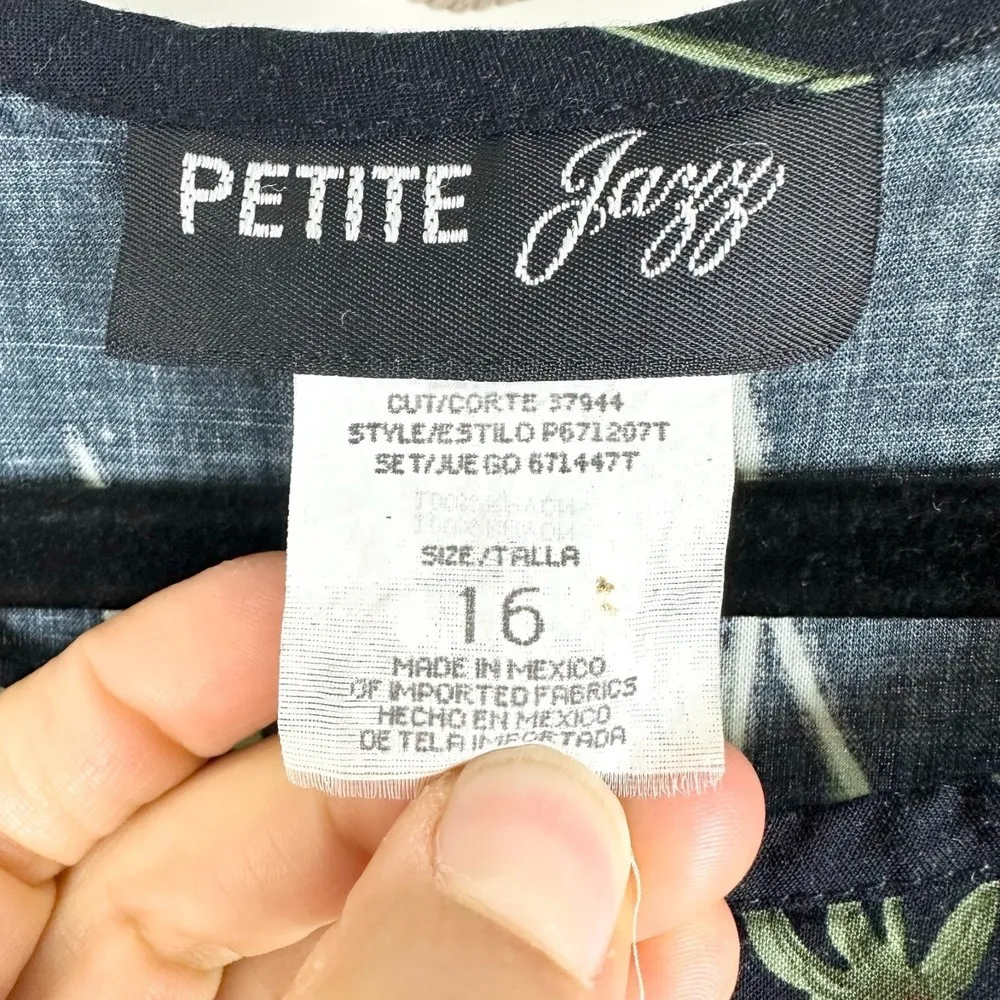 PETITE Jazz
CUT/CORTE 37944
STYLE/ESTILO P671207T
SET/JUEGO 671447T
SIZE/TALLA
16
MADE IN MEXICO
OF IMPORTED FABRICS
HECHO EN MEXICO
DE TELA IMPORTADA